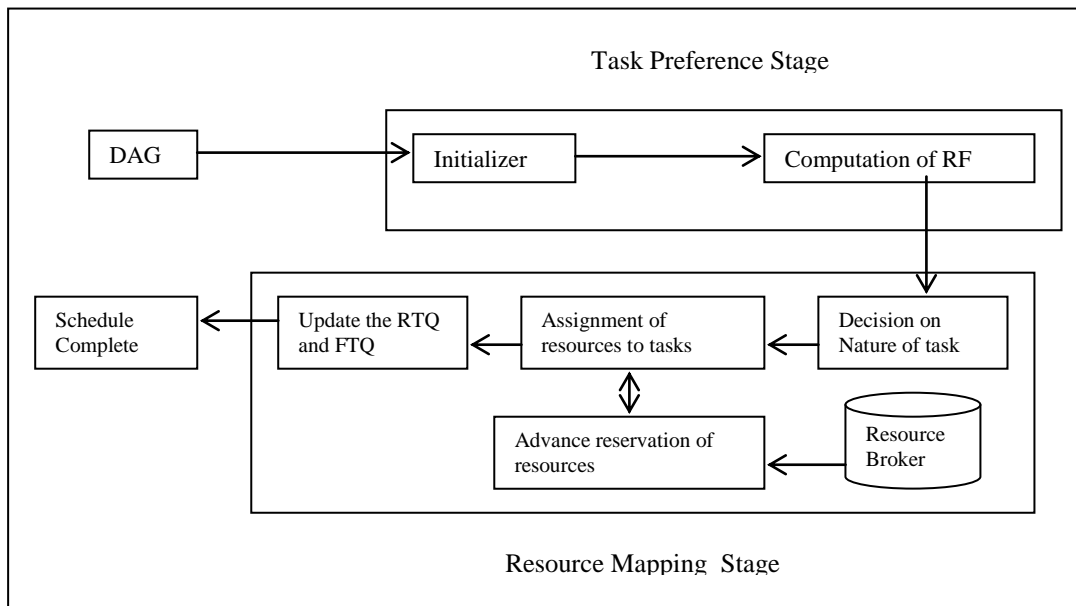 Task Preference Stage
DAG
Initializer
Computation of RF
Schedule
Complete
Update the RTQ
and FTQ
Assignment of
resources to tasks
Decision on
Nature of task
Advance reservation of
resources
Resource
Broker
Resource Mapping  Stage